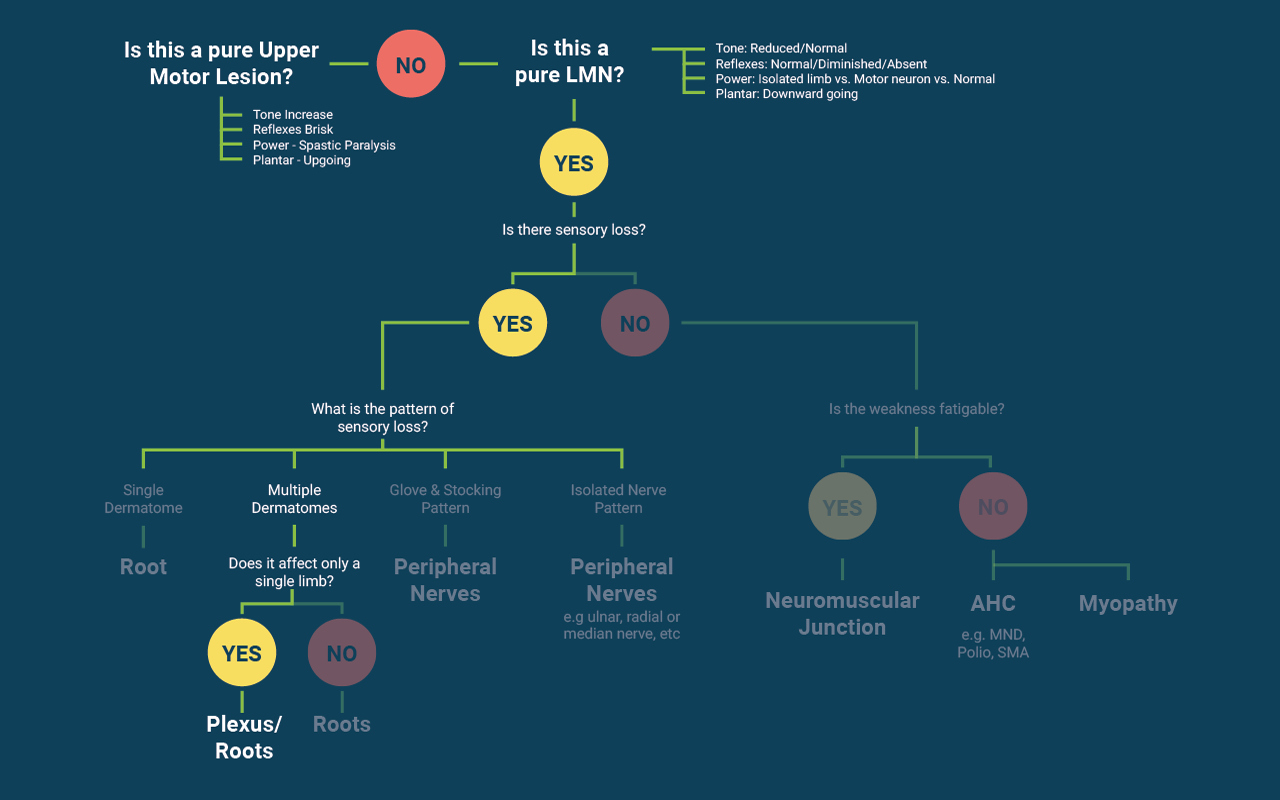 Is this a pure Upper
Motor Lesion?
NO
Is this a
pure LMN?
Tone: Reduced/Normal
Reflexes: Normal/Diminished/Absent
Power: Isolated limb vs. Motor neuron vs. Normal
Plantar: Downward going
Tone Increase
Reflexes Brisk
Power - Spastic Paralysis
Plantar - Upgoing
YES
Is there sensory loss?
YES
NO
What is the pattern of
sensory loss?
Is the weakness fatigable?
Single
Dermatome
Multiple
Dermatomes
Glove & Stocking
Pattern
Isolated Nerve
Pattern
YES
NO
Root
Does it affect only a
single limb?
Peripheral
Nerves
Peripheral
Nerves
e.g ulnar, radial or
median nerve, etc
Neuromuscular
Junction
AHC
e.g. MND,
Polio, SMA
Myopathy
YES
NO
Plexus/
Roots
Roots